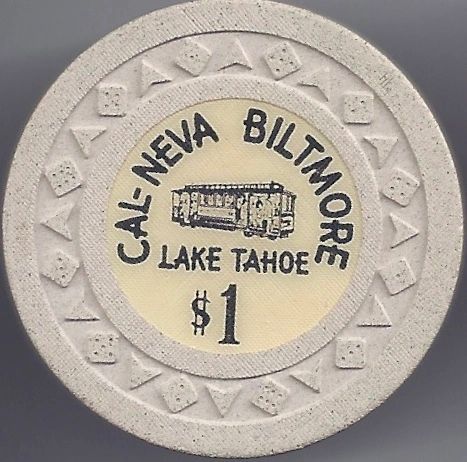 CAL-NEVA BILTMORE
LAKE TAHOE
$1